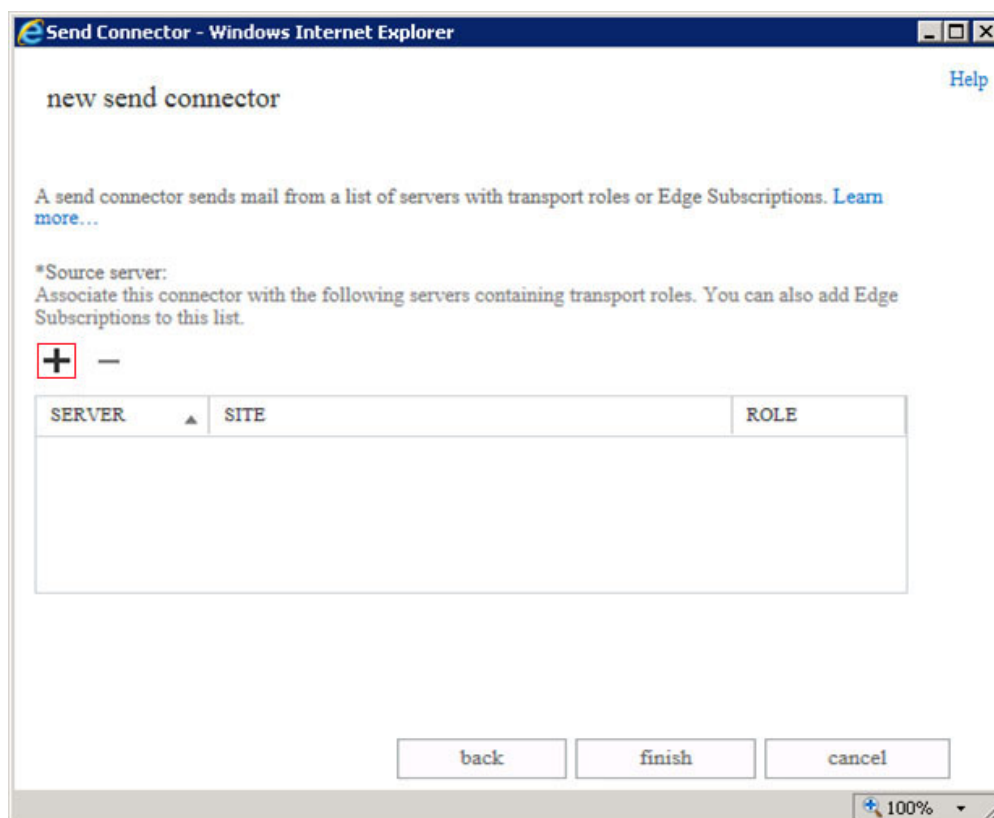 Send Connector - Windows Internet Explorer
Help
new send connector
A send connector sends mail from a list of servers with transport roles or Edge Subscriptions. Learn
more...
*Source server:
Associate this connector with the following servers containing transport roles. You can also add Edge
Subscriptions to this list.
SERVER SITE ROLE
back finish cancel
100%